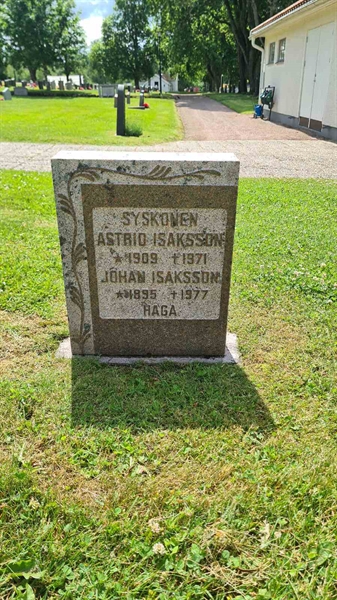 SYSKONEN
ASTRID ISAKSSON
*1909 †1971
JOHAN ISAKSSON
*1895 †1977
HAGA